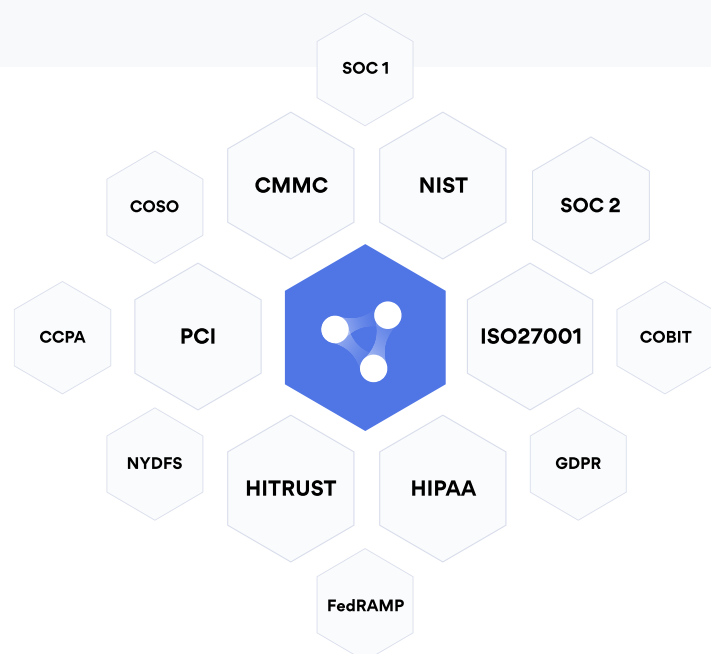 SOC 1
CMMC
NIST
COSO
SOC 2
CCPA
PCI
ISO27001
COBIT
NYDFS
GDPR
HITRUST
HIPAA
FedRAMP